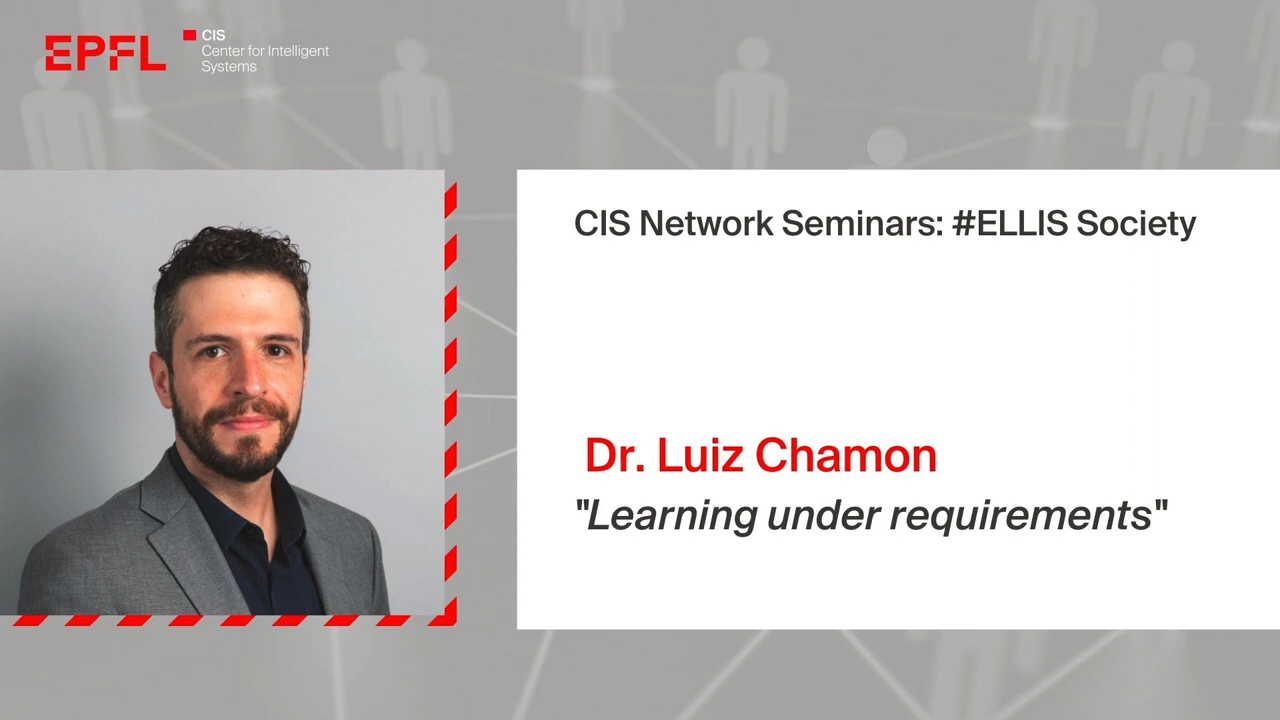 EPFL
CIS
Center for Intelligent
Systems
CIS Network Seminars: #ELLIS Society
Dr. Luiz Chamon
"Learning under requirements"